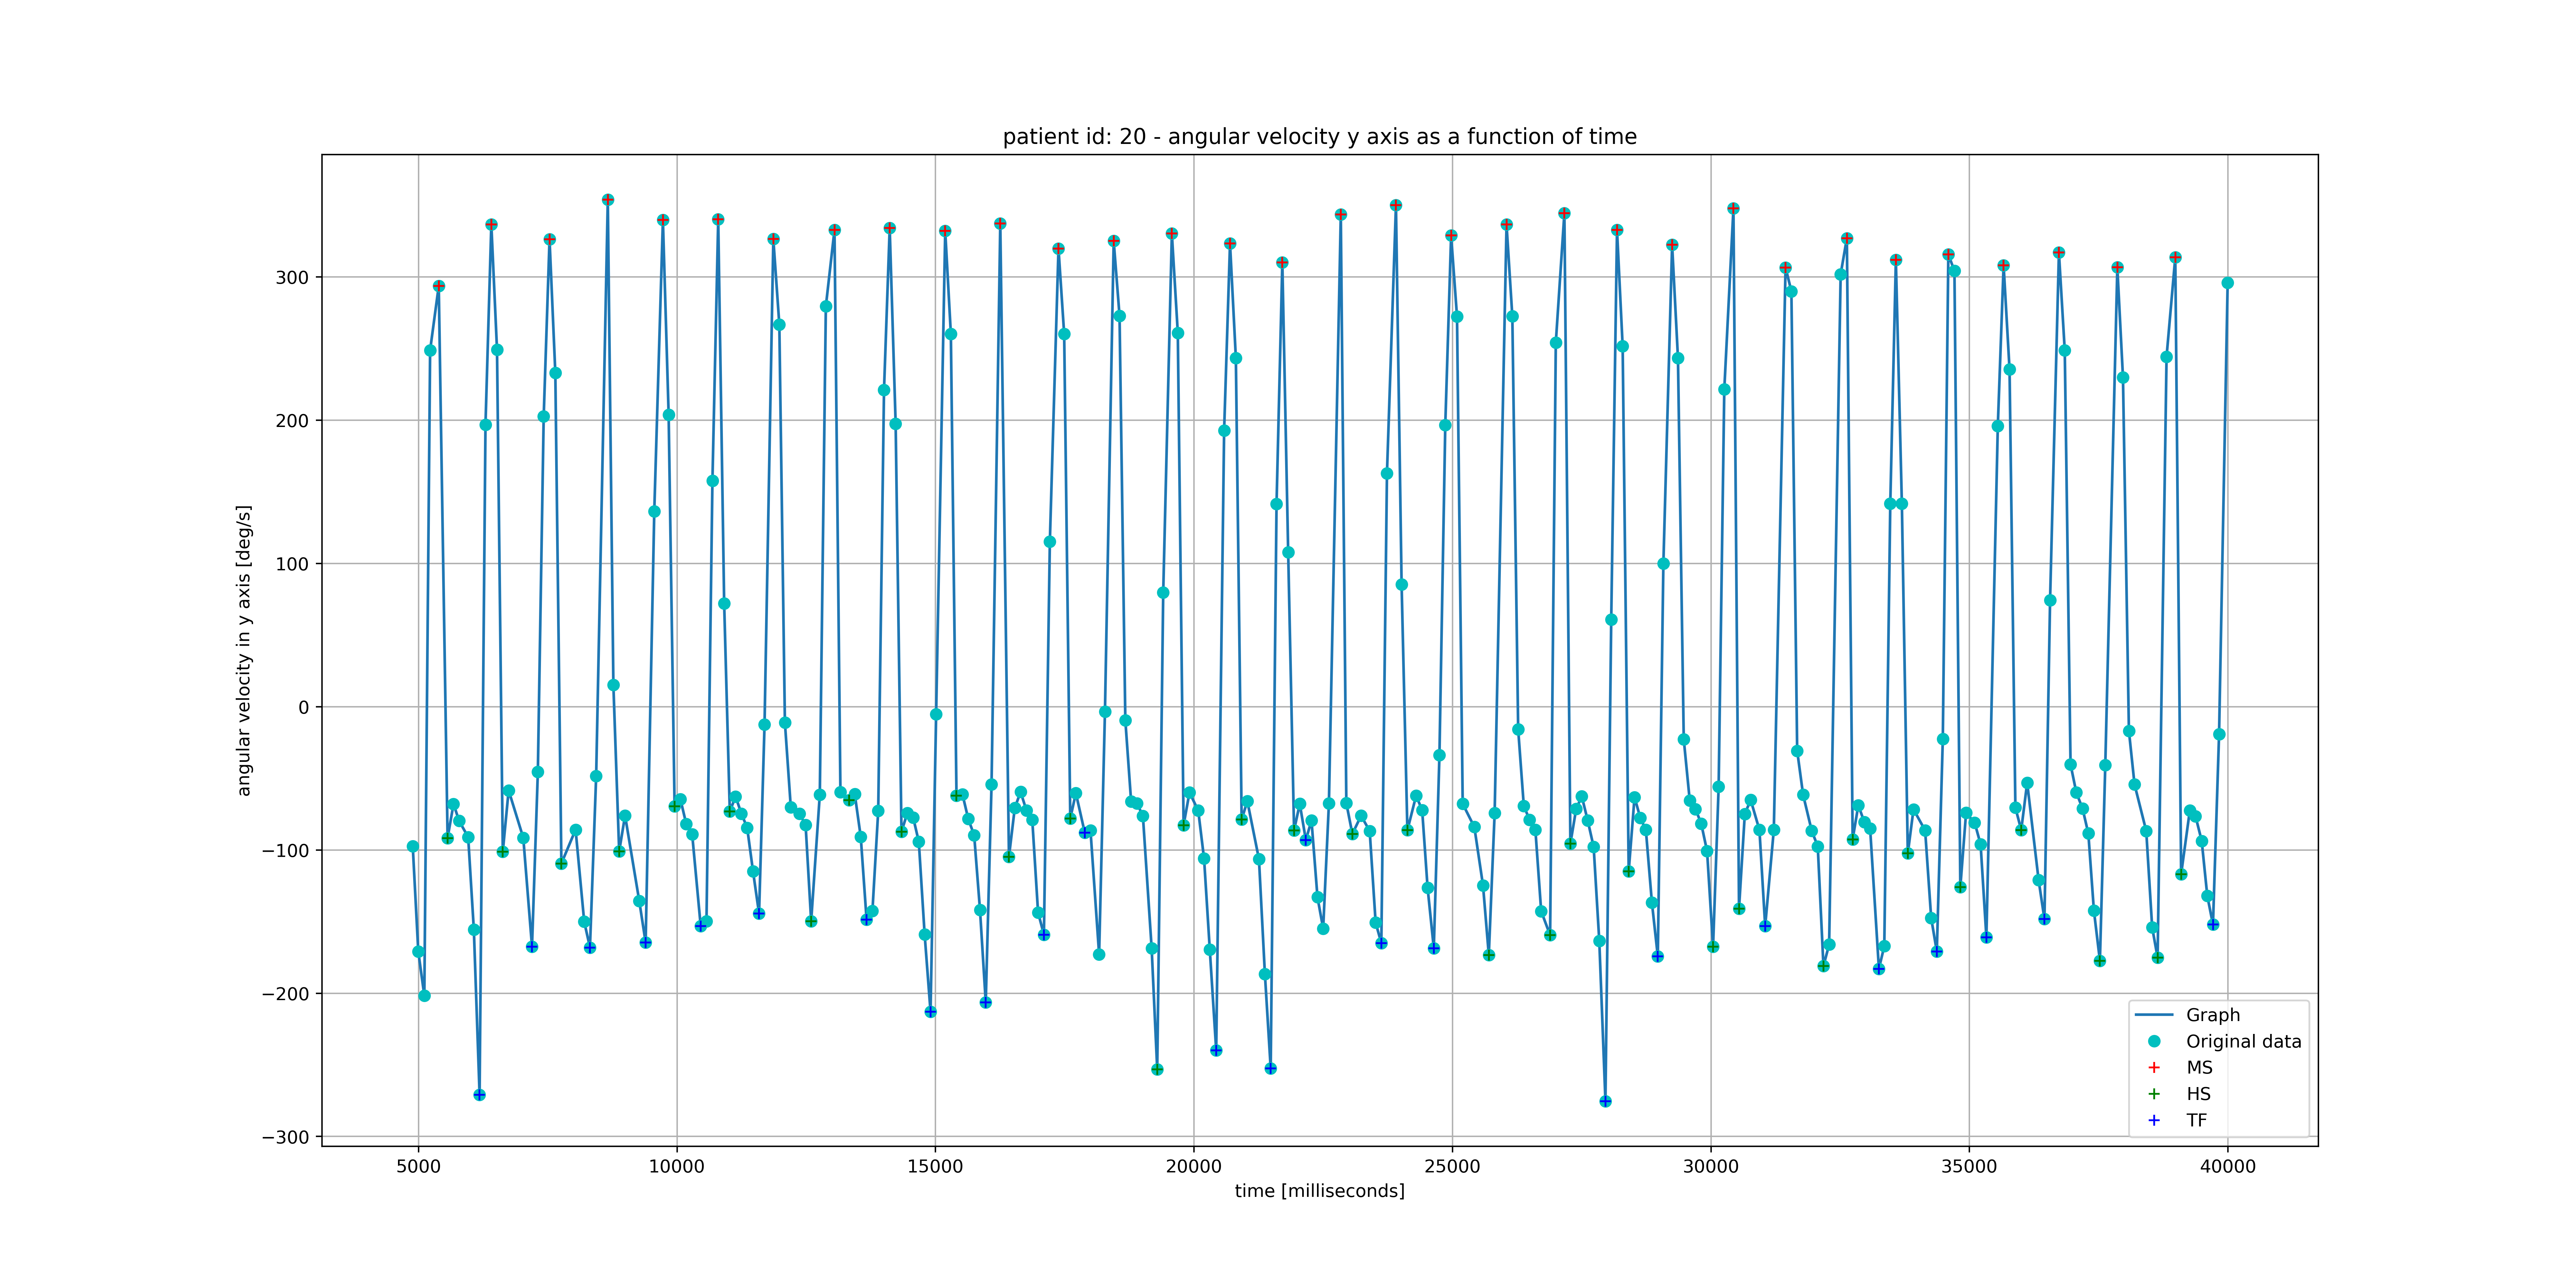 patient id: 20 - angular velocity y axis as a function of time
angular velocity in y axis [deg/s]
300
200
100
0
−100
−200
−300
5000
10000
15000
20000
25000
30000
35000
40000
time [milliseconds]
Graph
Original data
MS
HS
TF